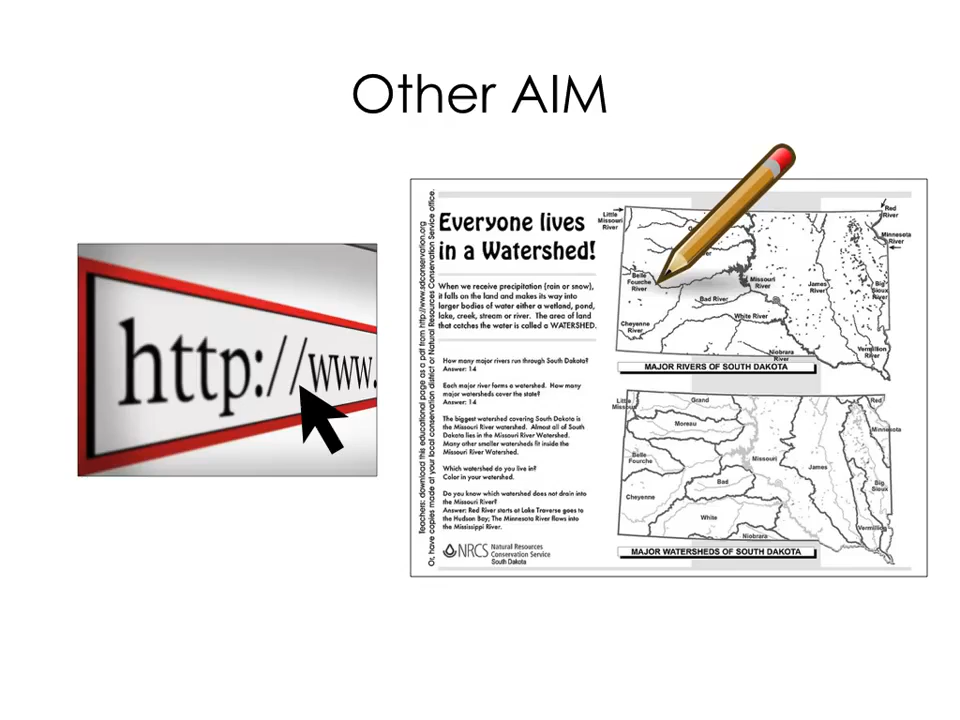 Other AIM
http://www.
Teachers: download this educational page as a pdf from http://www.sdconservation.org
Or, have copies made at your local conservation district or Natural Resources Conservation Service office.
Everyone lives
in a Watershed!
When we receive precipitation (rain or snow),
it falls on the land and makes its way into
larger bodies of water either a wetland, pond,
lake, creek, stream or river. The area of land
that catches the water is called a WATERSHED.
How many major rivers run through South Dakota?
Answer: 14
Each major river forms a watershed. How many
major watersheds cover the state?
Answer: 14
The biggest watershed covering South Dakota is
the Missouri River watershed. Almost all of South
Dakota lies in the Missouri River Watershed.
Many other smaller watersheds fit inside the
Missouri River Watershed.
Which watershed do you live in?
Color in your watershed.
Do you know which watershed does not drain into
the Missouri River?
Answer: Red River starts at Lake Traverse goes to
the Hudson Bay; The Minnesota River flows into
the Mississippi River.
NRCS Natural Resources
Conservation Service
South Dakota
Little
Missouri
River
Red
River
Minnesota
River
Belle
Fourche
River
Missouri
River
James
River
Big
Sioux
River
Bad River
White River
Cheyenne
River
Niobrara
River
Vermillion
River
MAJOR RIVERS OF SOUTH DAKOTA
Little
Missouri
Grand
Red
Moreau
Minnesota
Belle
Fourche
Missouri
James
Bad
Big
Sioux
Cheyenne
White
Vermillion
Niobrara
MAJOR WATERSHEDS OF SOUTH DAKOTA